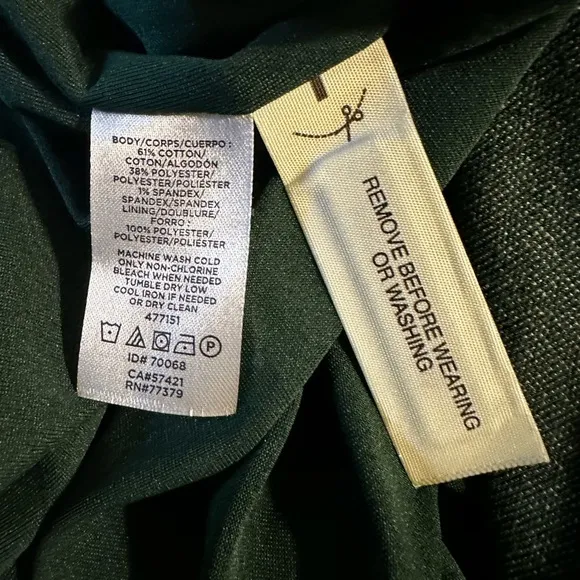 BODY/CORPS/CUERPO :
61% COTTON/
COTON/ALGODÓN
38% POLYESTER/
POLYESTER/POLIÉSTER
1% SPANDEX/
SPANDEX/SPANDEX
LINING/DOUBLURE/
FORRO :
100% POLYESTER/
POLYESTER/POLIÉSTER
MACHINE WASH COLD
ONLY NON-CHLORINE
BLEACH WHEN NEEDED
TUMBLE DRY LOW
COOL IRON IF NEEDED
OR DRY CLEAN
477151
P
ID# 70068
CA#57421
RN#77379
REMOVE BEFORE WEARING
OR WASHING